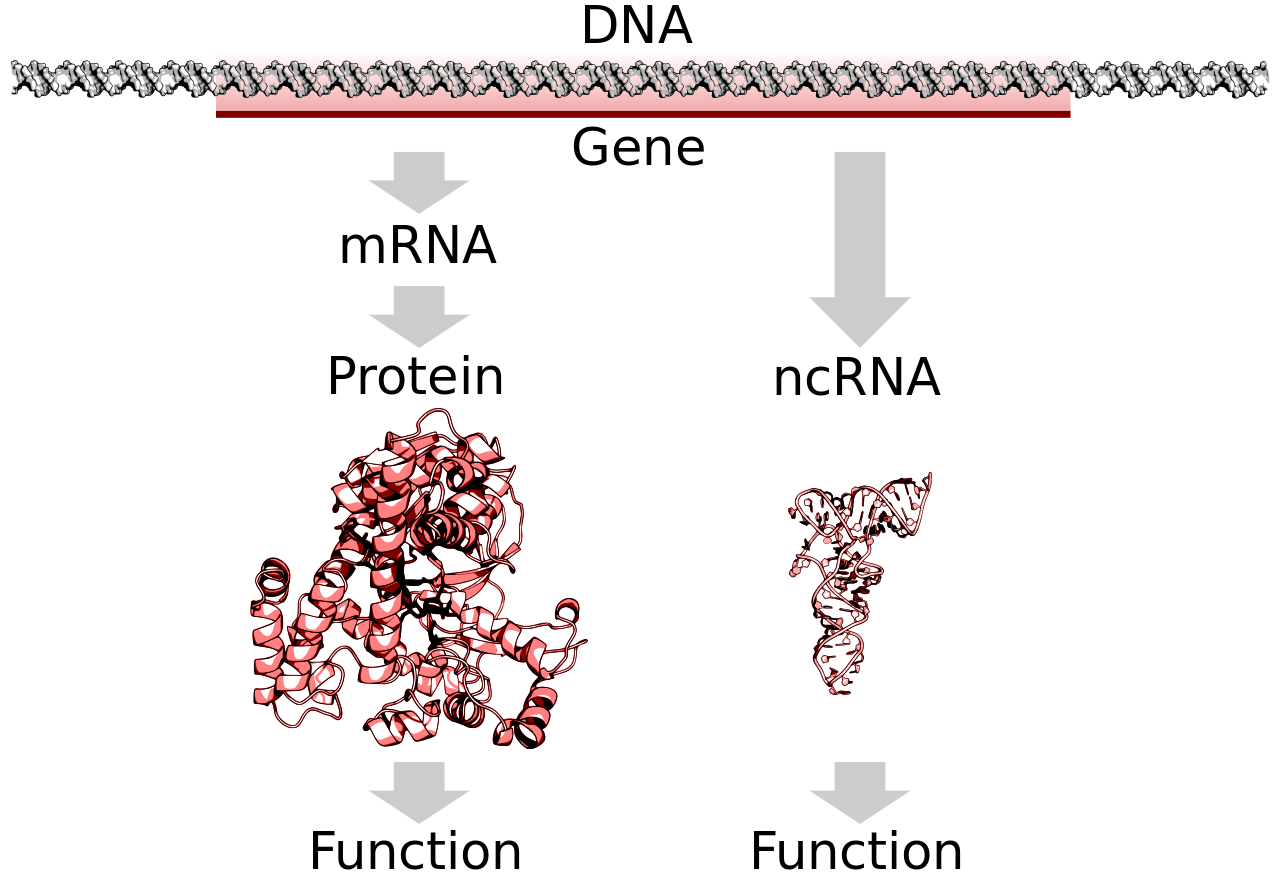 DNA
Gene
mRNA
Protein
ncRNA
Function
Function